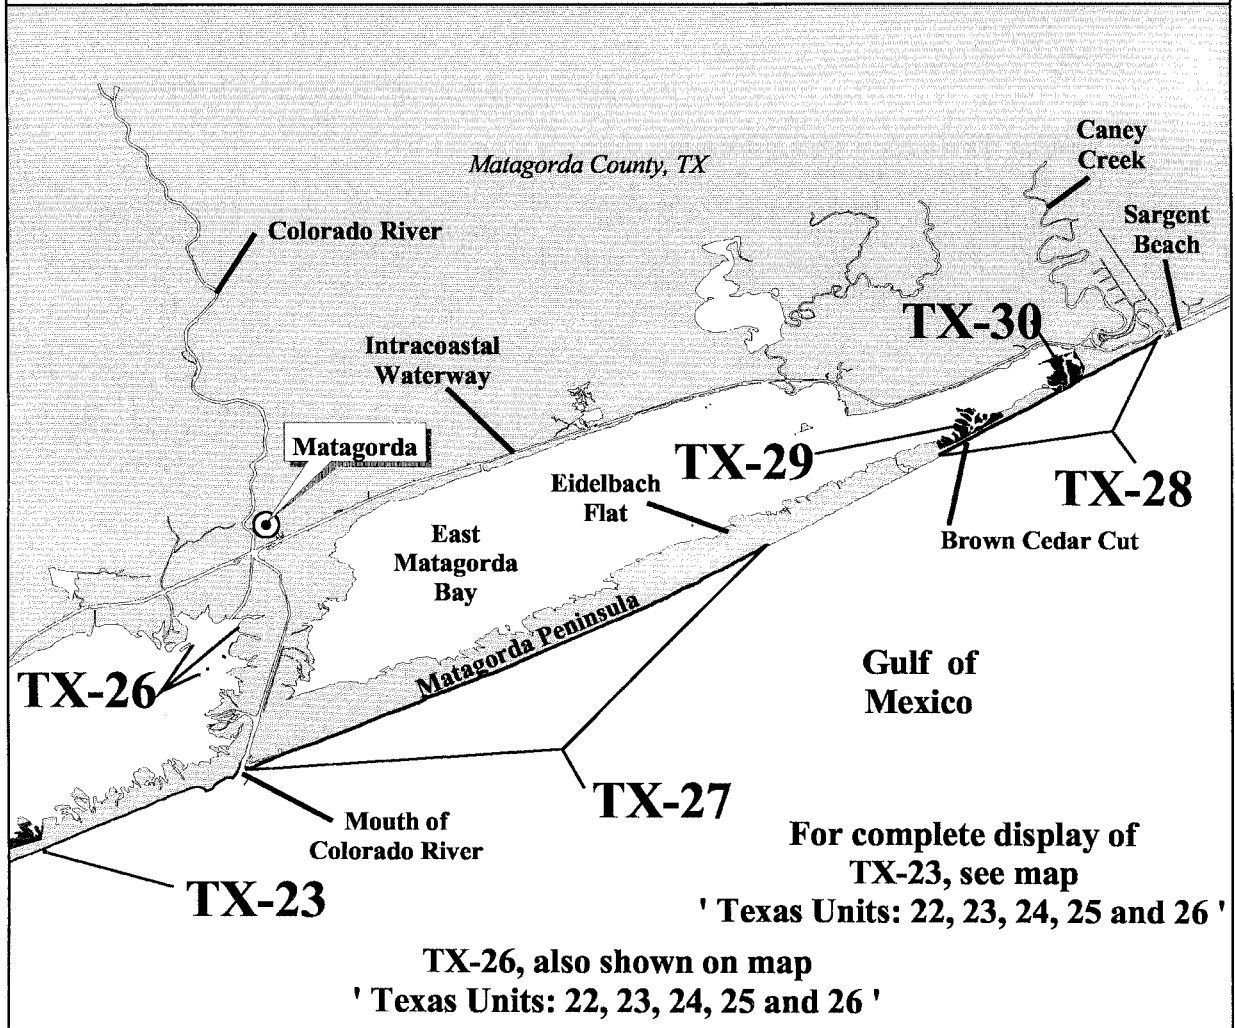 Caney
Creek
Matagorda County, TX
Sargent
Beach
Colorado River
TX-30
Intracoastal
Waterway
Matagorda
TX-29
Eidelbach
Flat
TX-28
East
Matagorda
Bay
Brown Cedar Cut
Matagorda Peninsula
Gulf of
Mexico
TX-26
TX-27
Mouth of
Colorado River
For complete display of
TX-23, see map
' Texas Units: 22, 23, 24, 25 and 26 '
TX-23
TX-26, also shown on map
' Texas Units: 22, 23, 24, 25 and 26 '